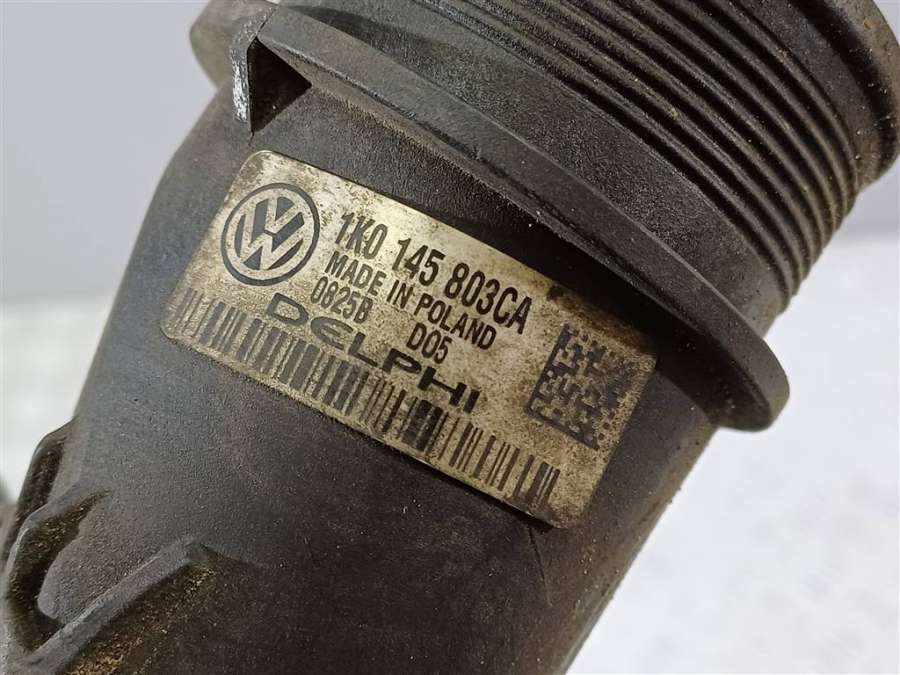 1K0 145 803CA
MADE IN POLAND
0825B D05
DELPHI